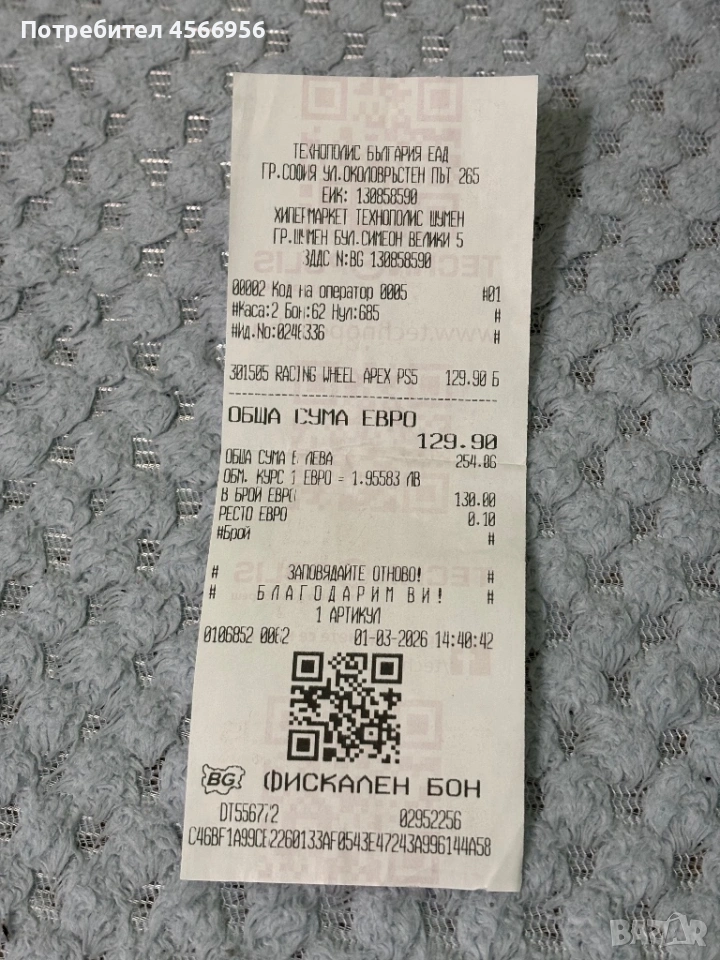 Потребител 4566956
ТЕХНОПОЛИС БЪЛГАРИЯ ЕАД
ГР.СОФИЯ УЛ.ОКОЛОВРЪСТЕН ПЪТ 265
ЕИК: 130858590
ХИПЕРМАРКЕТ ТЕХНОПОЛИС ШУМЕН
ГР.ШУМЕН БУЛ.СИМЕОН ВЕЛИКИ 5
ЗДДС N:BG 130858590
00002 Код на оператор 0005 #01
#Каса:2 Бон:62 Нул:685 #
#Ид.No:0246336 #
301505 RACING WHEEL APEX PS5 129.90 Б
ОБЩА СУМА ЕВРО
129.90
ОБЩА СУМА В ЛЕВА 254.06
ОБМ. КУРС 1 ЕВРО = 1.95583 ЛВ
В БРОЙ ЕВРО 130.00
РЕСТО ЕВРО 0.10
#Брой #
# ЗАПОВЯДАЙТЕ ОТНОВО! #
# БЛАГОДАРИМ ВИ! #
1 АРТИКУЛ
0106852 0062 01-03-2026 14:40:42
BG ФИСКАЛЕН БОН
DT556772 02952256
C46BF1A99CE2260133AF0543E47243A996144A58
BAZAR